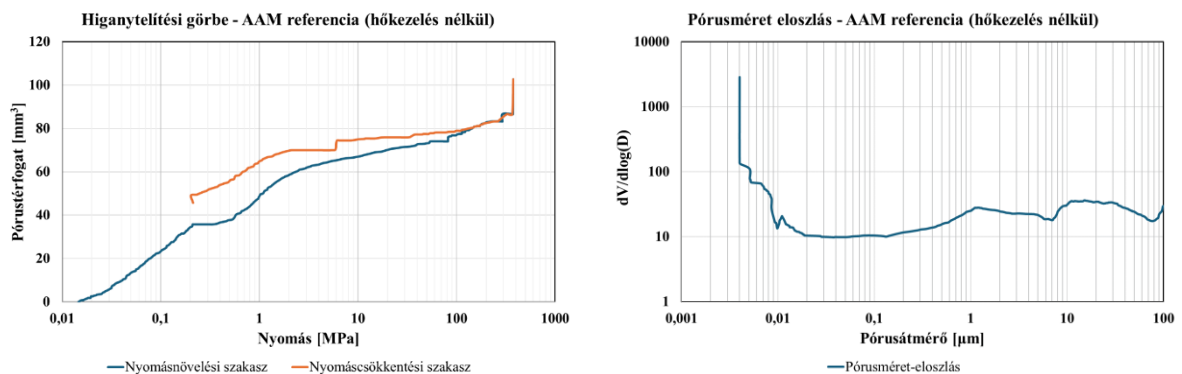 Higanytelítési görbe - AAM referencia (hőkezelés nélkül)
120
100
80
60
40
20
0
Pórustérfogat [mm³]
0,01
0,1
1
10
100
1000
Nyomás [MPa]
Nyomásnövelési szakasz
Nyomáscsökkentési szakasz
Pórusméret eloszlás - AAM referencia (hőkezelés nélkül)
10000
1000
100
10
1
dV/dlog(D)
0,001
0,01
0,1
1
10
100
Pórusátmérő [µm]
Pórusméret-eloszlás